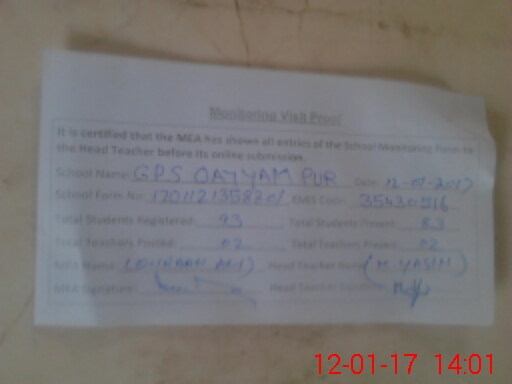 Monitoring Visit Proof
It is certified that the MEA has shown all entries of the School Monitoring Form to
the Head Teacher before its online submission.
School Name: GPS QAYYAM PUR Date: 12-01-2017
School Form No: EMIS Code:
Total Students Registered: 93 Total Students Present: 83
Total Teachers Posted: 02 Total Teachers Present: 02
MEA Name: Head Teacher Name: (M YASIN)
MEA Signature: Head Teacher Signature:
12-01-17 14:01